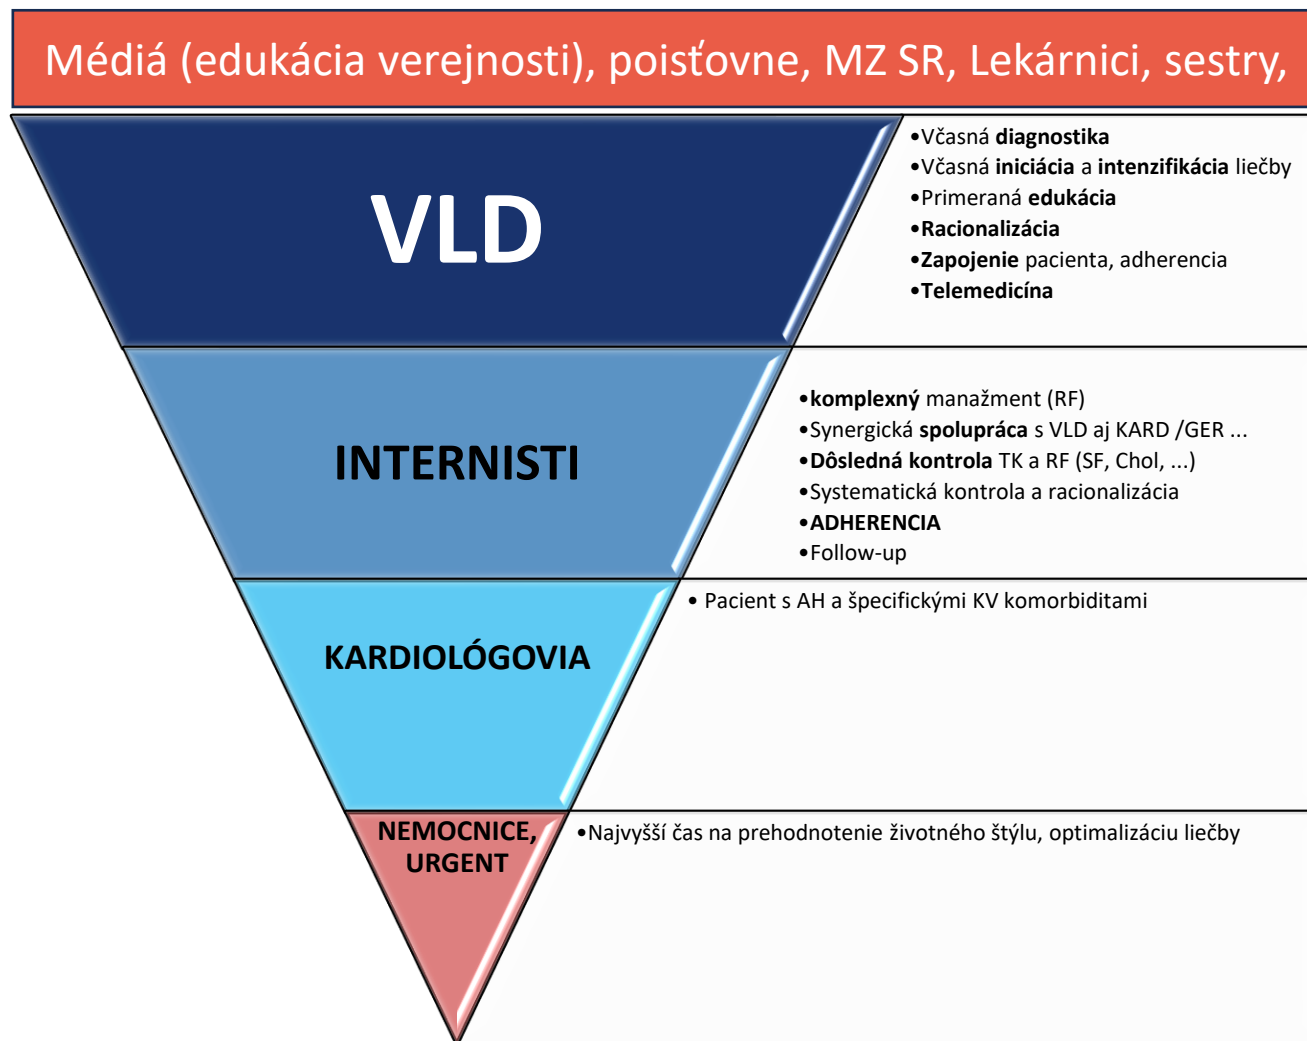 Médiá (edukácia verejnosti), poisťovne, MZ SR, Lekárnici, sestry,
VLD
•Včasná diagnostika
•Včasná iniciácia a intenzifikácia liečby
•Primeraná edukácia
•Racionalizácia
•Zapojenie pacienta, adherencia
•Telemedicína
INTERNISTI
•komplexný manažment (RF)
•Synergická spolupráca s VLD aj KARD /GER ...
•Dôsledná kontrola TK a RF (SF, Chol, ...)
•Systematická kontrola a racionalizácia
•ADHERENCIA
•Follow-up
KARDIOLÓGOVIA
• Pacient s AH a špecifickými KV komorbiditami
NEMOCNICE,
URGENT
•Najvyšší čas na prehodnotenie životného štýlu, optimalizáciu liečby